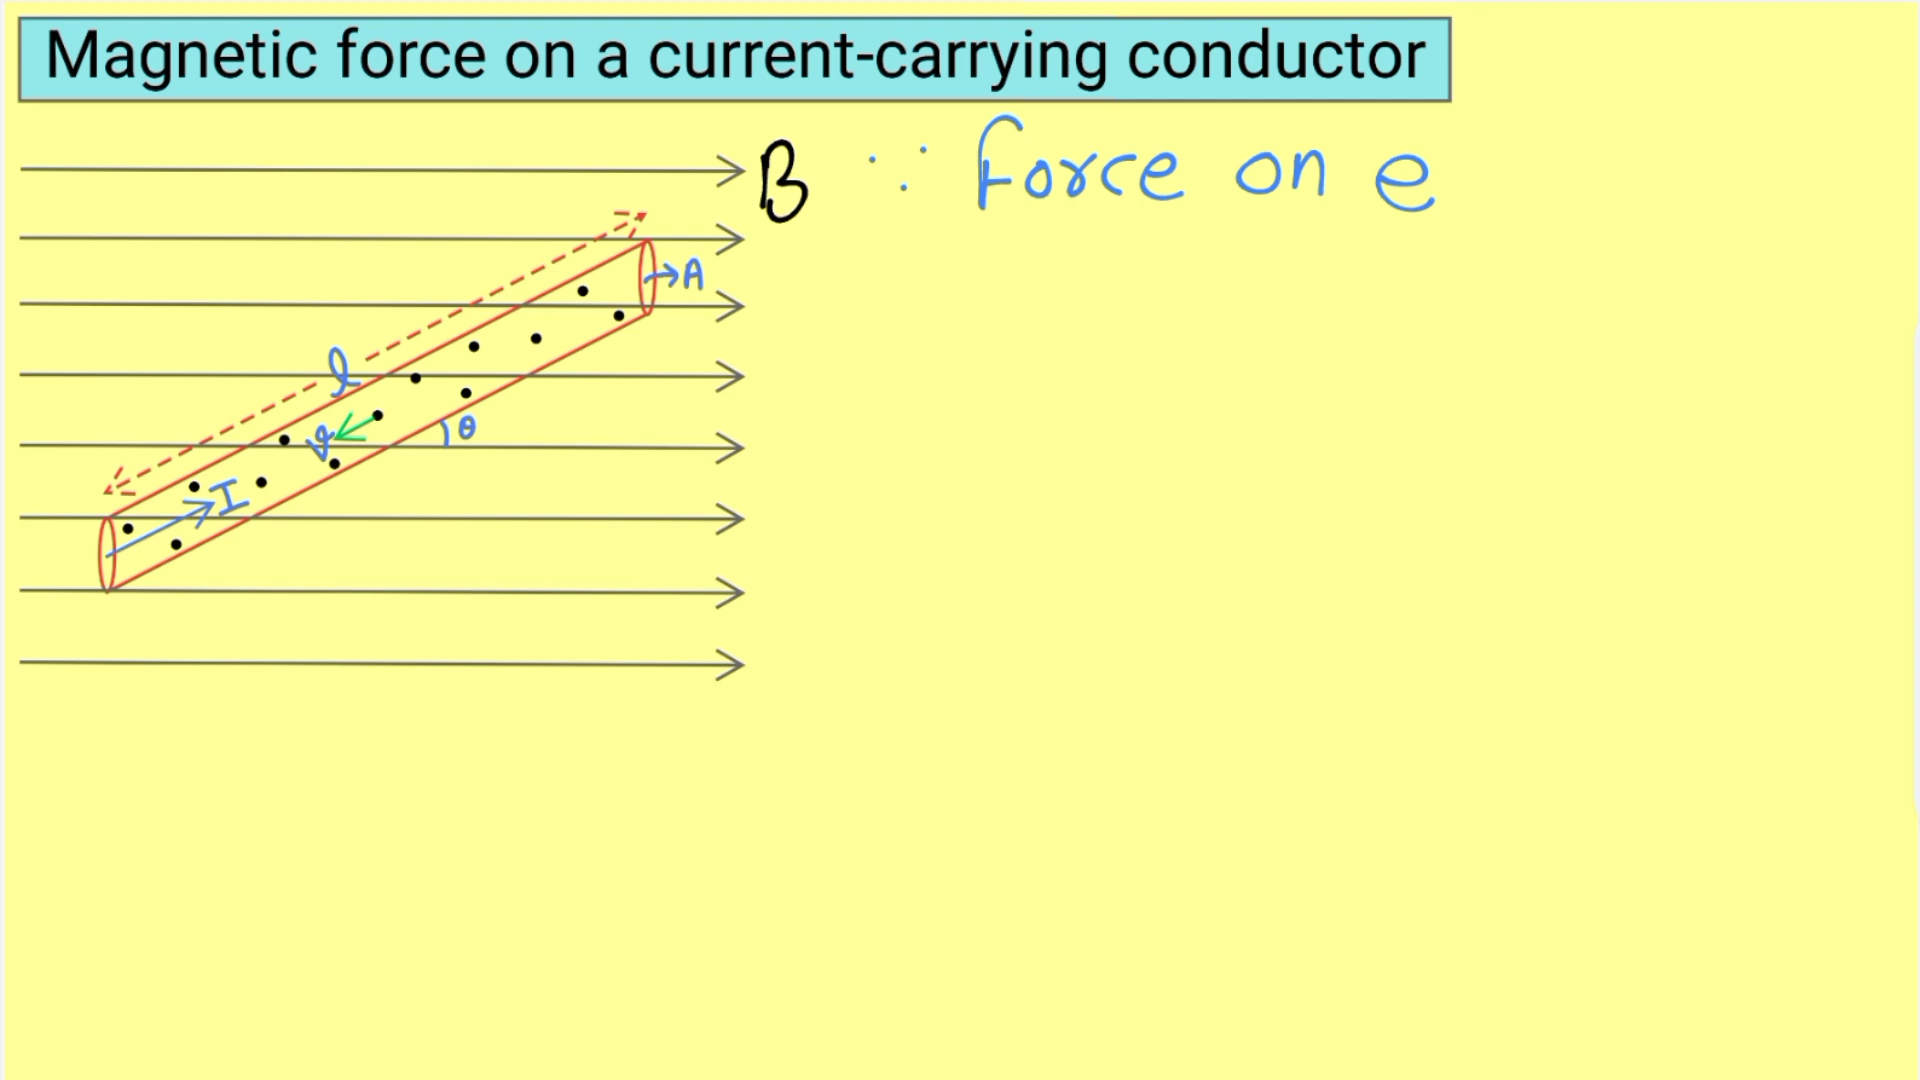 Magnetic force on a current-carrying conductor
B ∵ Force on e
A
l
θ
v
I